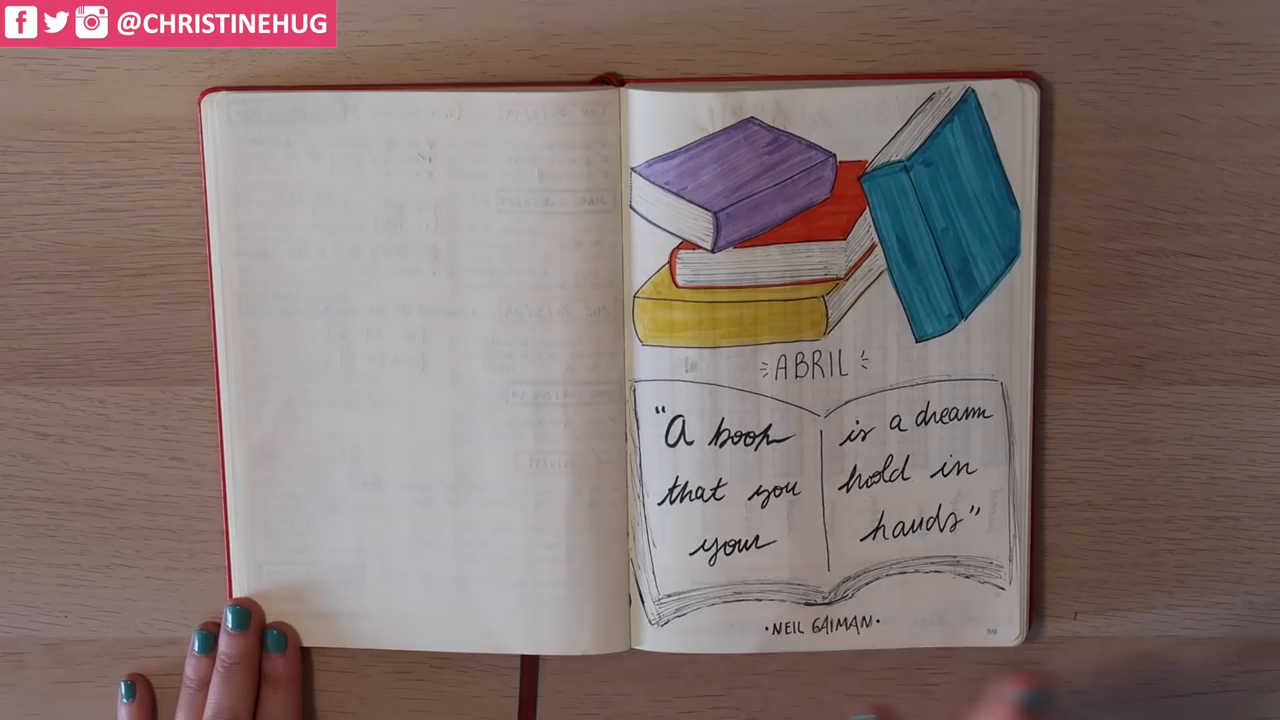 @CHRISTINEHUG
ABRIL
"A book is a dream
that you hold in
your hands"
•NEIL GAIMAN•
59